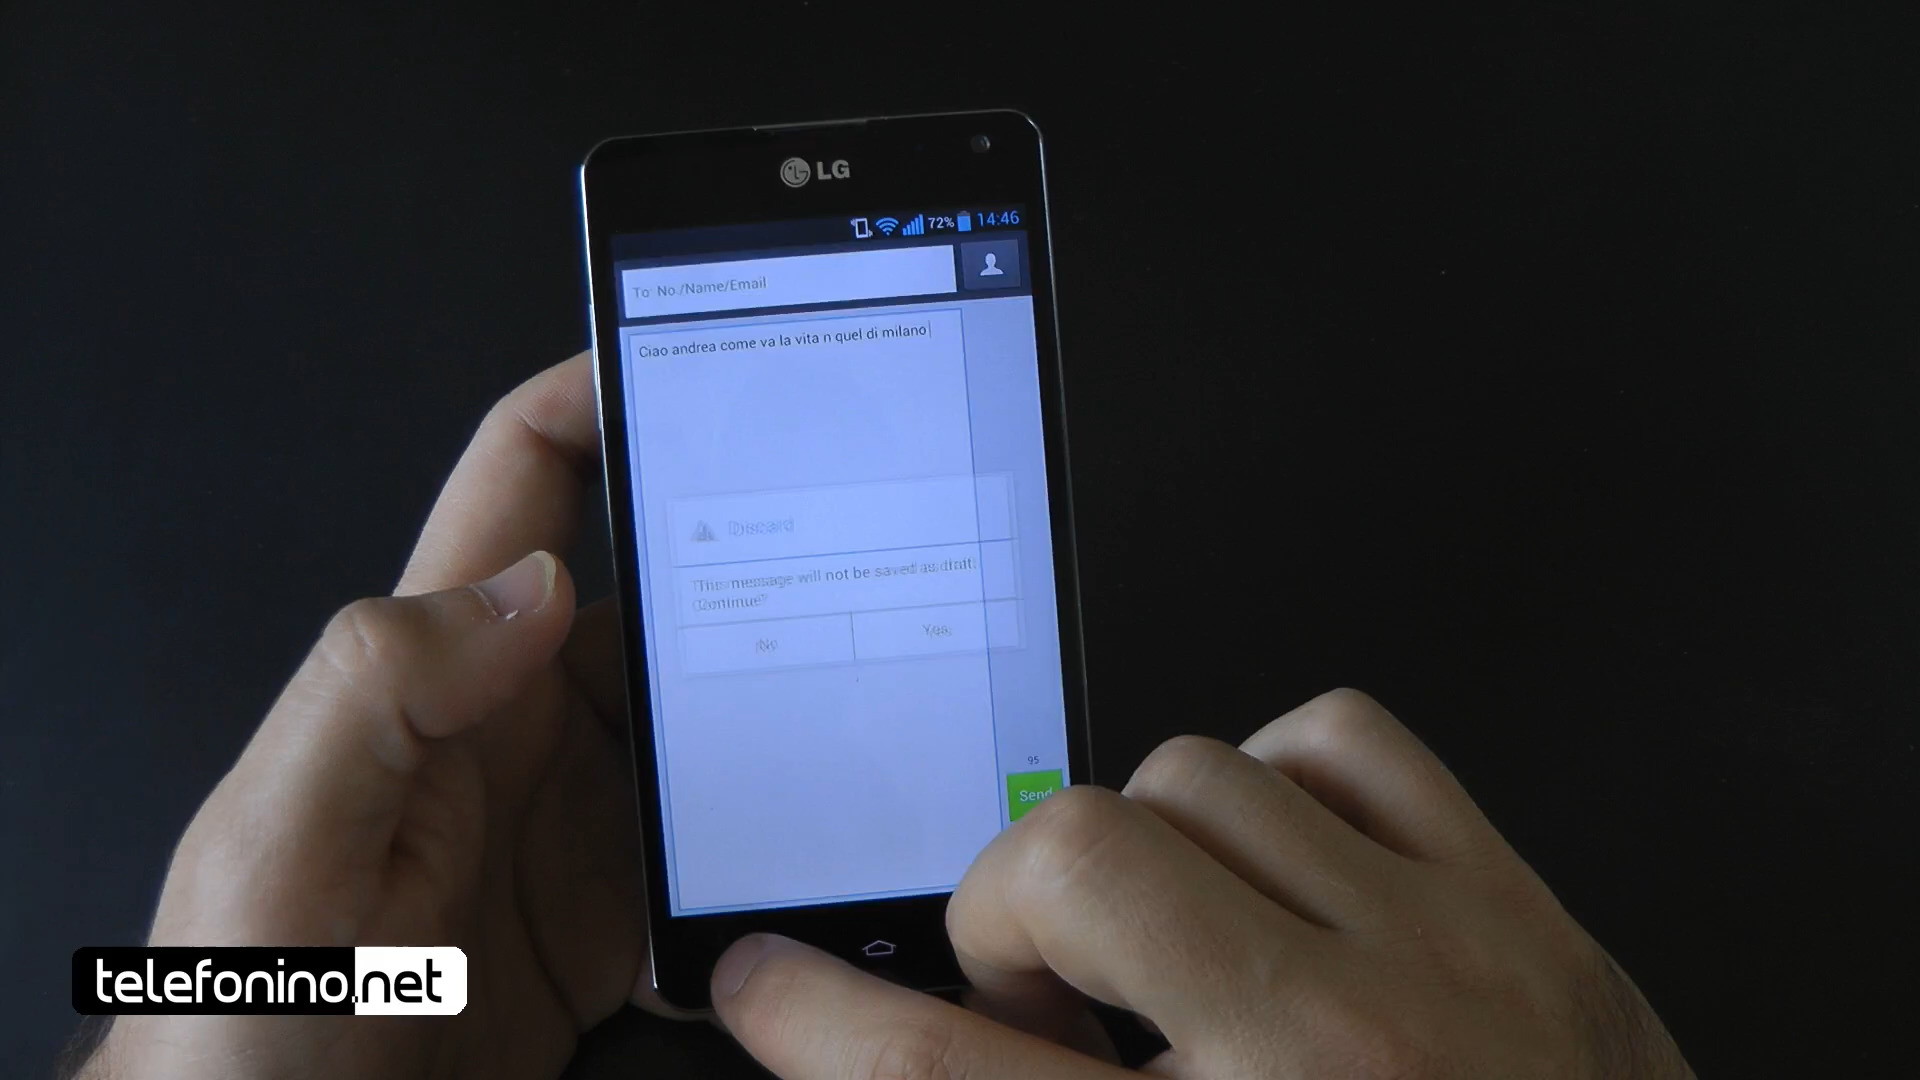 LG
72% 14:46
To: No./Name/Email
Ciao andrea come va la vita n quel di milano
Discard
This message will not be saved as draft.
Continue?
No Yes
95
Send
telefonino.net